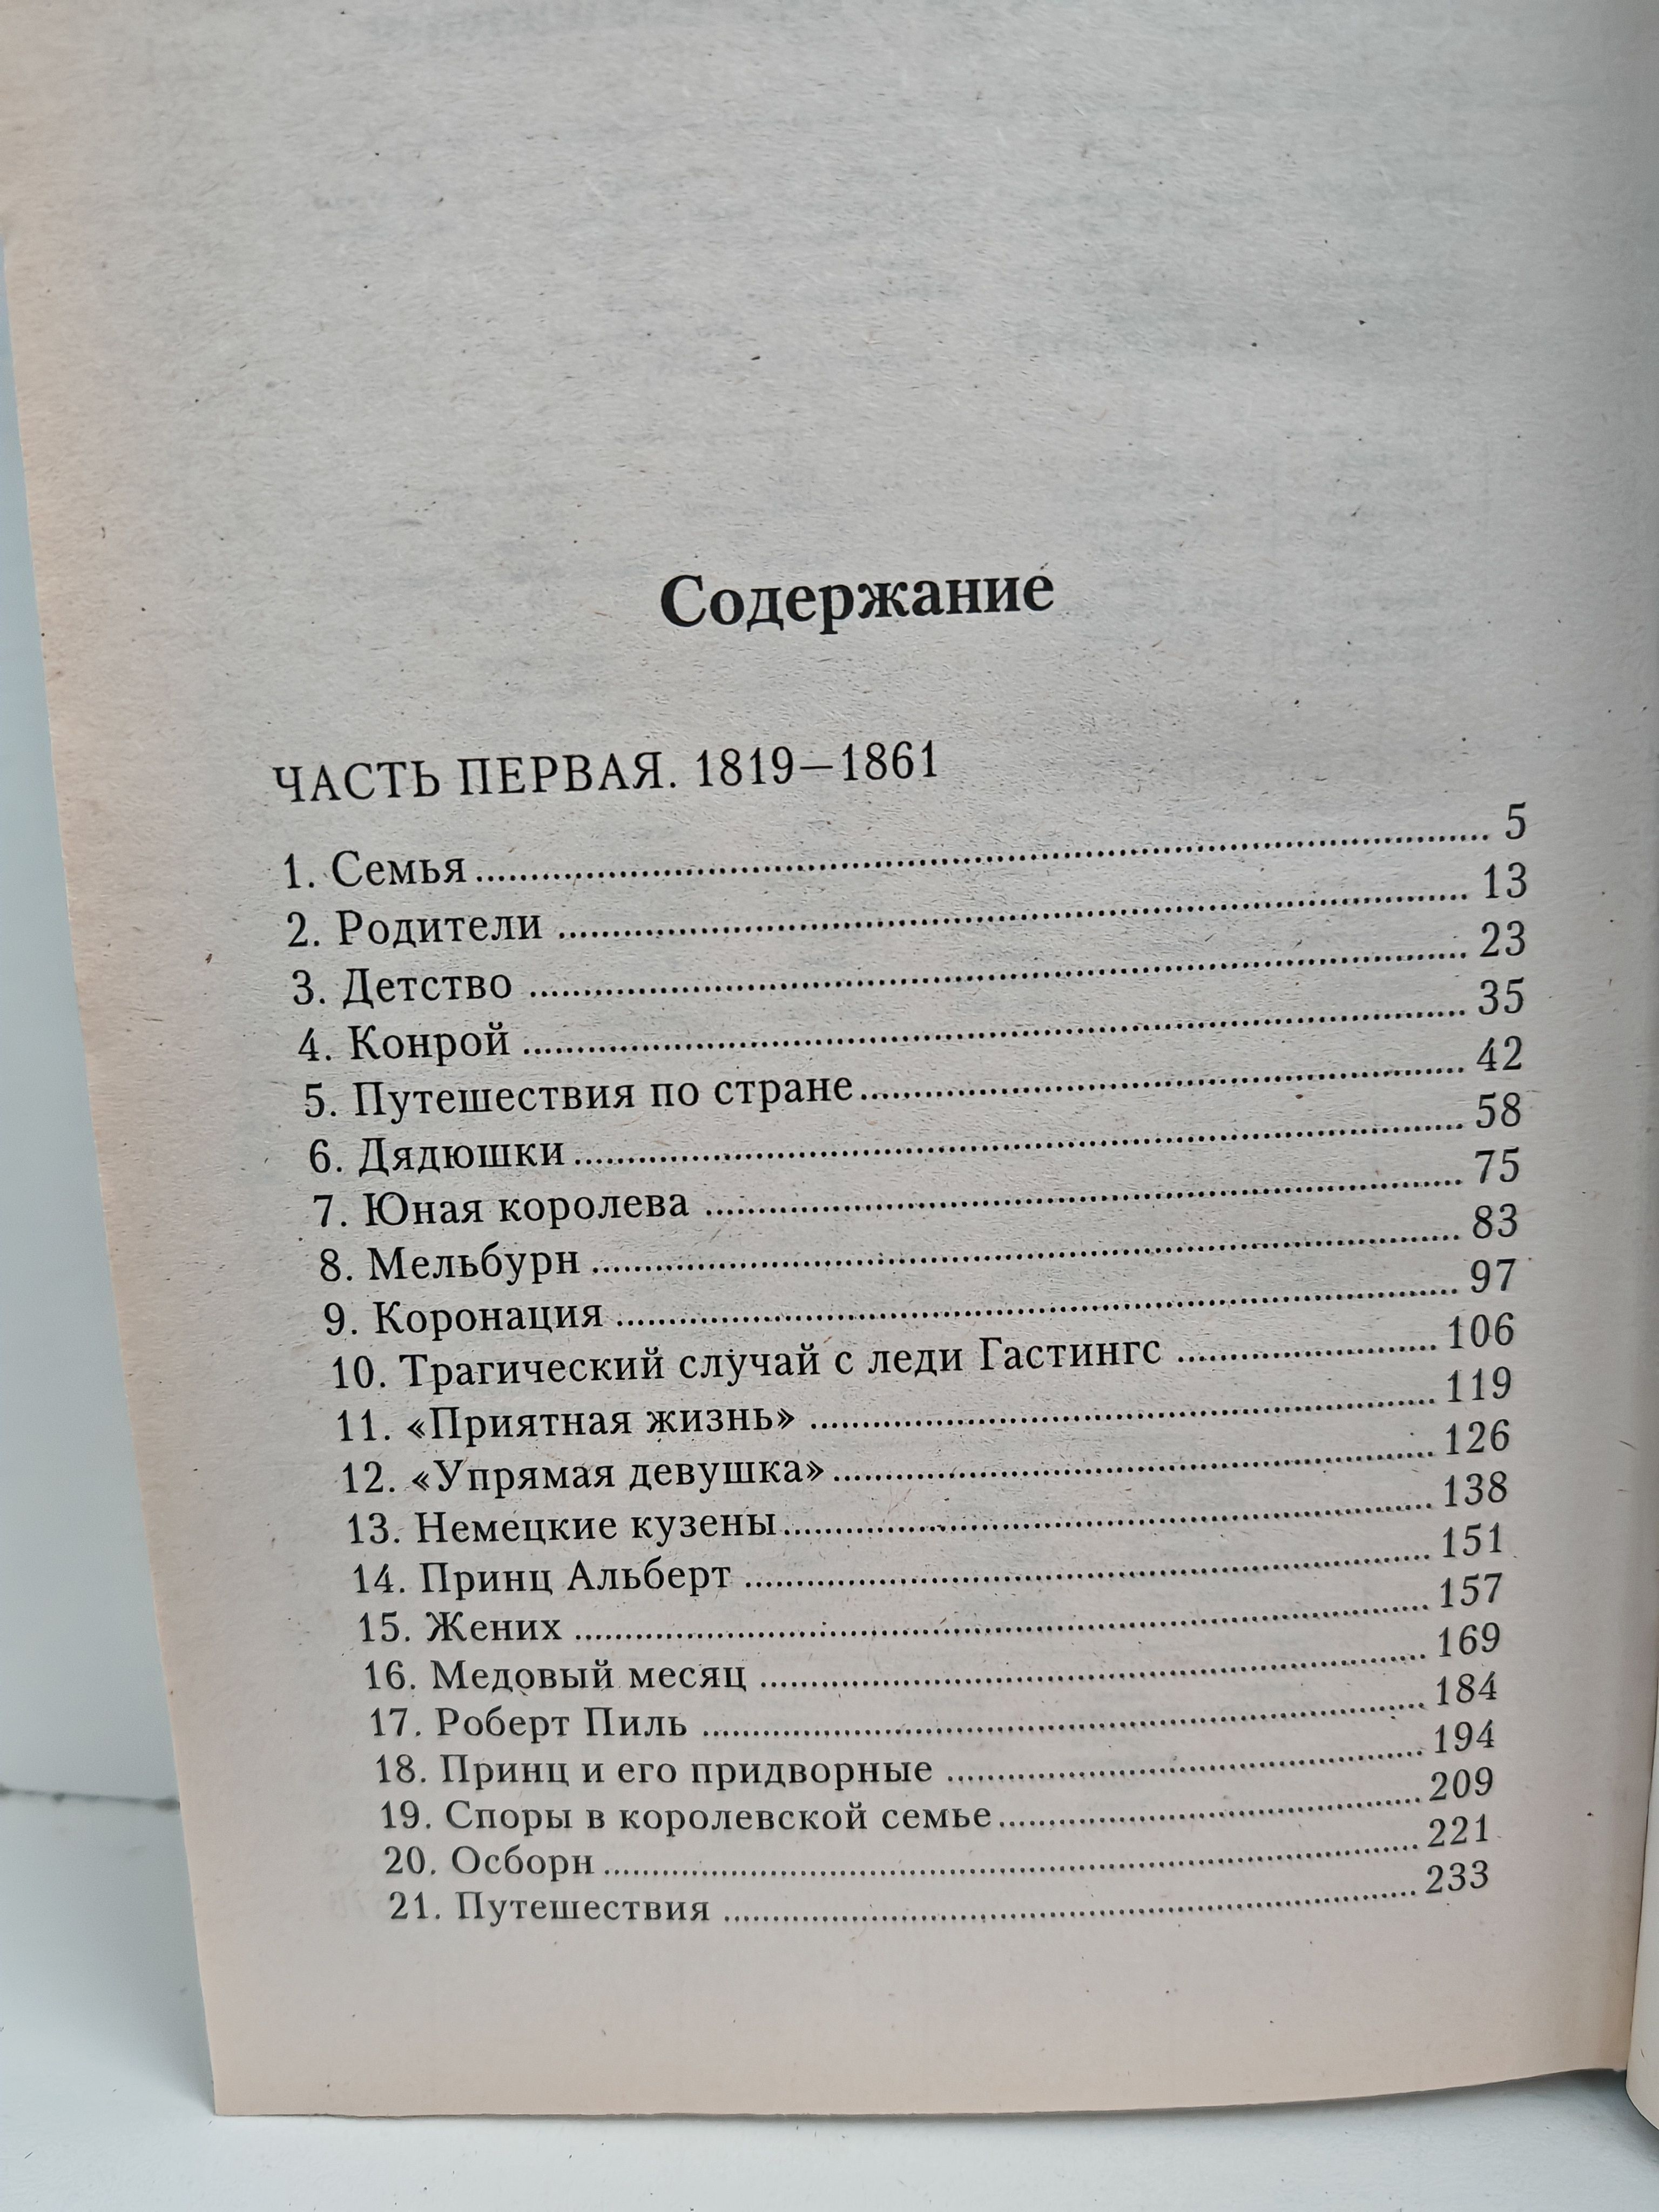 Содержание
ЧАСТЬ ПЕРВАЯ. 1819—1861
1. Семья 5
2. Родители 13
3. Детство 23
4. Конрой 35
5. Путешествия по стране 42
6. Дядюшки 58
7. Юная королева 75
8. Мельбурн 83
9. Коронация 97
10. Трагический случай с леди Гастингс 106
11. «Приятная жизнь» 119
12. «Упрямая девушка» 126
13. Немецкие кузены 138
14. Принц Альберт 151
15. Жених 157
16. Медовый месяц 169
17. Роберт Пиль 184
18. Принц и его придворные 194
19. Споры в королевской семье 209
20. Осборн 221
21. Путешествия 233